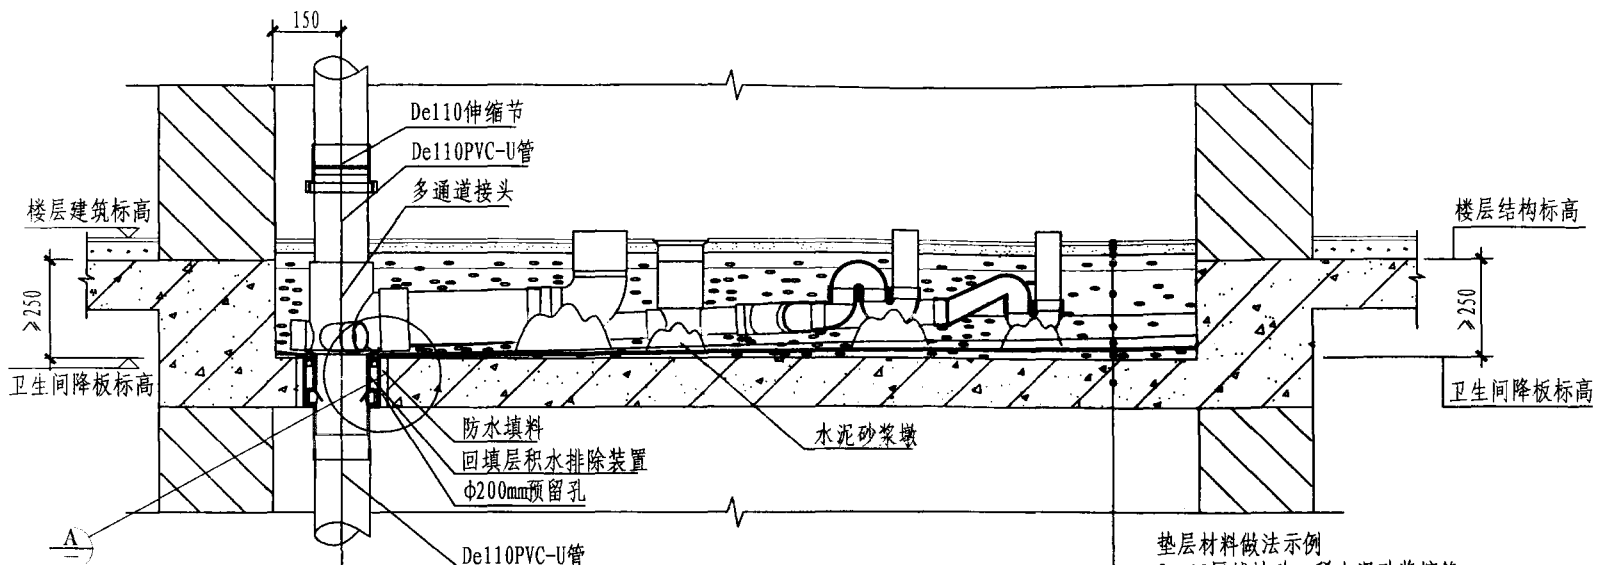 150
De110伸缩节
De110PVC-U管
多通道接头
楼层建筑标高
楼层结构标高
≥250
≥250
卫生间降板标高
卫生间降板标高
防水填料
水泥砂浆墩
回填层积水排除装置
ф200mm预留孔
A
De110PVC-U管
垫层材料做法示例